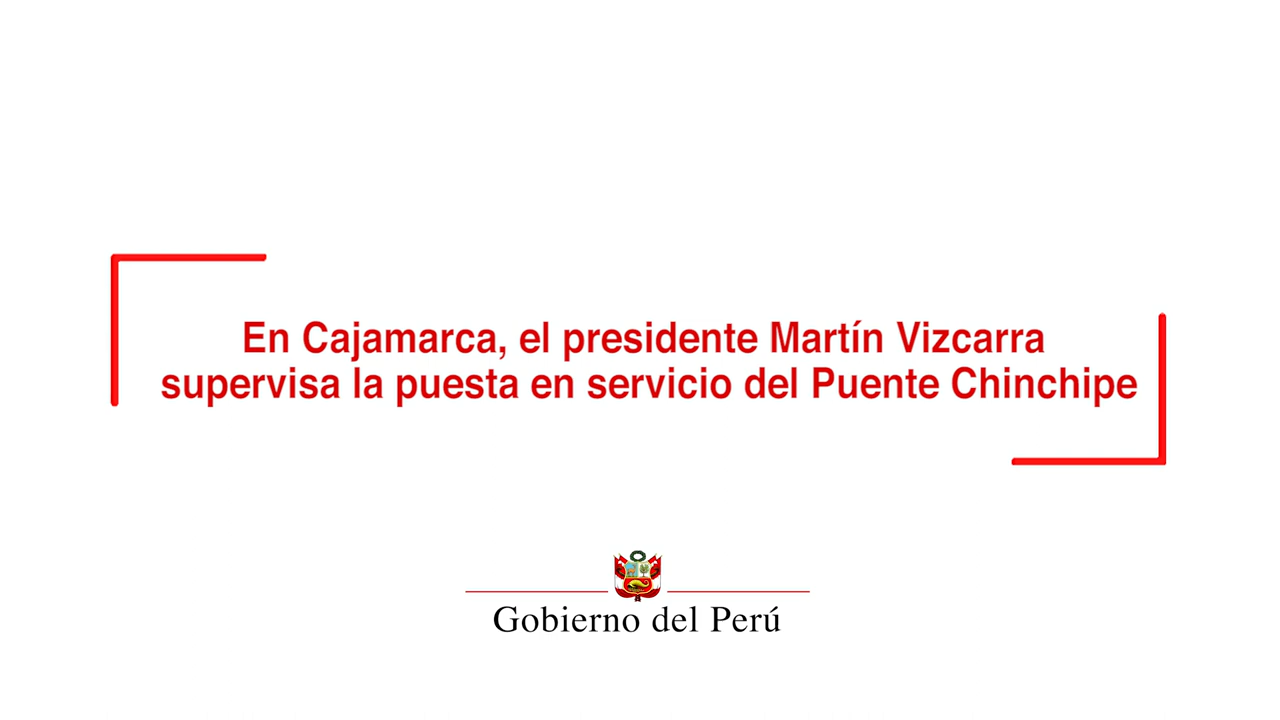 En Cajamarca, el presidente Martín Vizcarra
supervisa la puesta en servicio del Puente Chinchipe
Gobierno del Perú